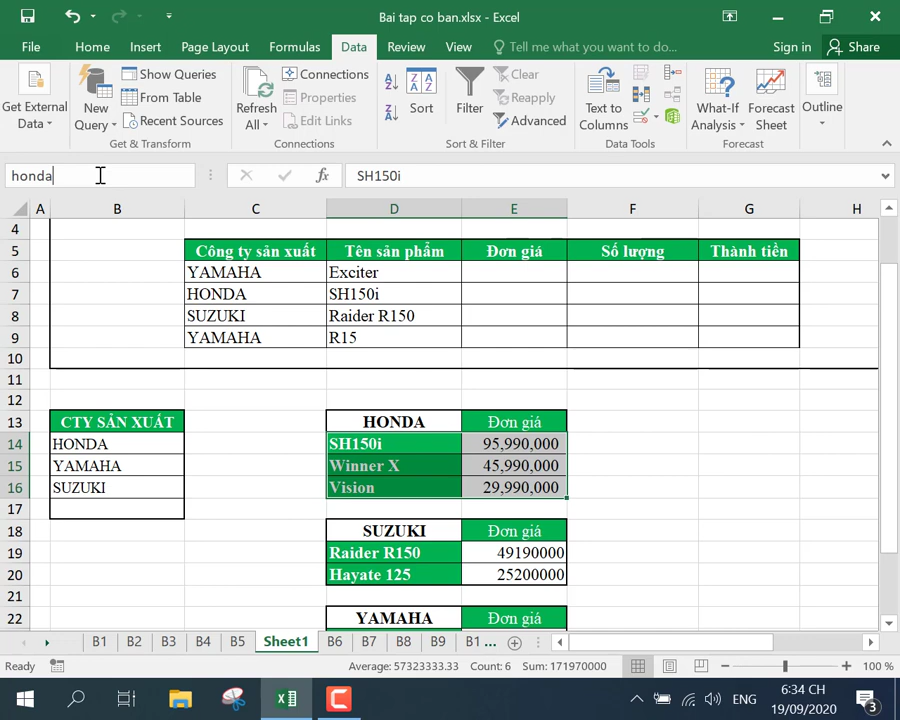 Bai tap co ban.xlsx - Excel
File Home Insert Page Layout Formulas Data Review View Tell me what you want to do... Sign in Share
Get External Data
New Query
Show Queries
From Table
Recent Sources
Get & Transform
Refresh All
Connections
Properties
Edit Links
Connections
Sort
Filter
Clear
Reapply
Advanced
Sort & Filter
Text to Columns
Data Tools
What-If Analysis
Forecast Sheet
Forecast
Outline
honda fx SH150i
A B C D E F G H
4
5 Công ty sản xuất Tên sản phẩm Đơn giá Số lượng Thành tiền
6 YAMAHA Exciter
7 HONDA SH150i
8 SUZUKI Raider R150
9 YAMAHA R15
10
11
12
13 CTY SẢN XUẤT HONDA Đơn giá
14 HONDA SH150i 95,990,000
15 YAMAHA Winner X 45,990,000
16 SUZUKI Vision 29,990,000
17
18 SUZUKI Đơn giá
19 Raider R150 49190000
20 Hayate 125 25200000
21
22 YAMAHA Đơn giá
B1 B2 B3 B4 B5 Sheet1 B6 B7 B8 B9 B1 ...
Ready Average: 57323333.33 Count: 6 Sum: 171970000 100 %
ENG 6:34 CH
19/09/2020
3